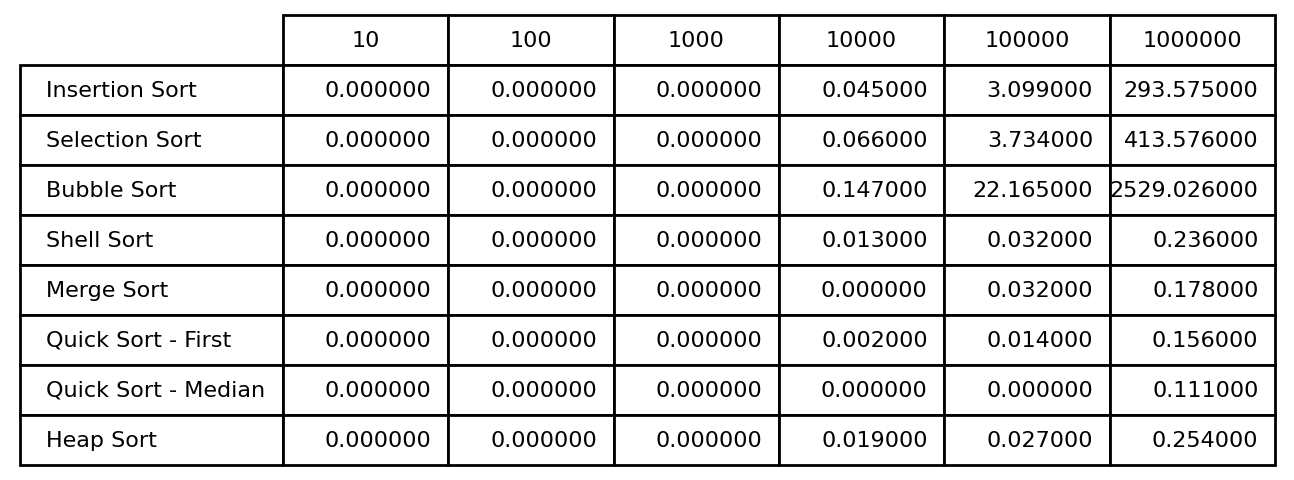 10 100 1000 10000 100000 1000000
Insertion Sort 0.000000 0.000000 0.000000 0.045000 3.099000 293.575000
Selection Sort 0.000000 0.000000 0.000000 0.066000 3.734000 413.576000
Bubble Sort 0.000000 0.000000 0.000000 0.147000 22.165000 2529.026000
Shell Sort 0.000000 0.000000 0.000000 0.013000 0.032000 0.236000
Merge Sort 0.000000 0.000000 0.000000 0.000000 0.032000 0.178000
Quick Sort - First 0.000000 0.000000 0.000000 0.002000 0.014000 0.156000
Quick Sort - Median 0.000000 0.000000 0.000000 0.000000 0.000000 0.111000
Heap Sort 0.000000 0.000000 0.000000 0.019000 0.027000 0.254000